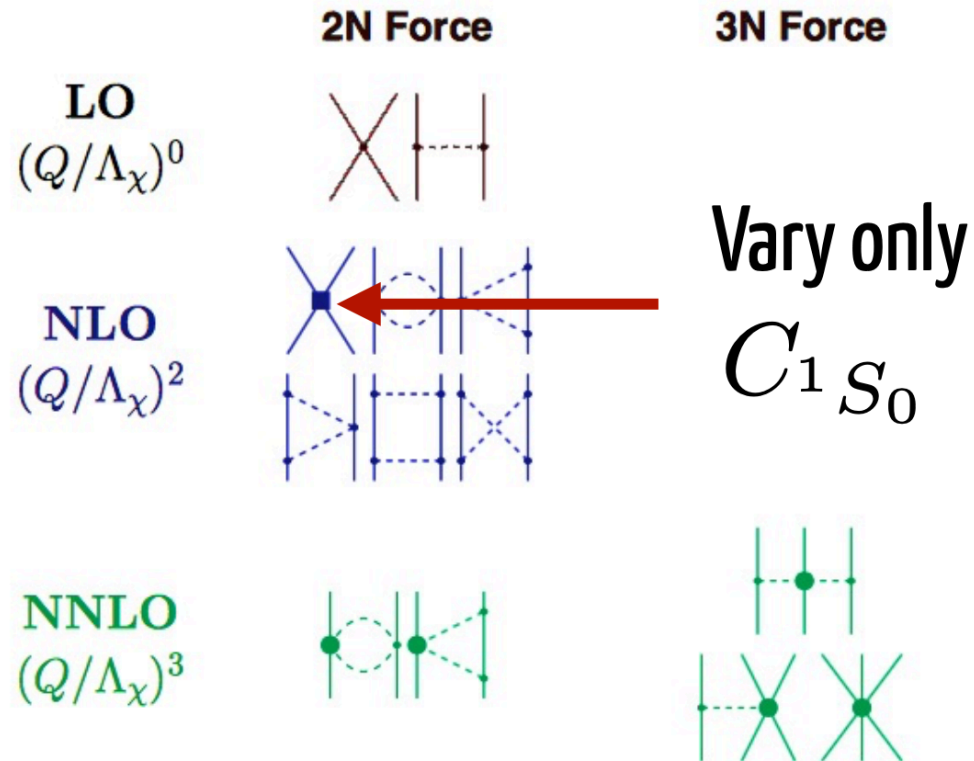 2N Force 3N Force
LO
(Q/Λχ)⁰
Vary only
C₁S₀
NLO
(Q/Λχ)²
NNLO
(Q/Λχ)³